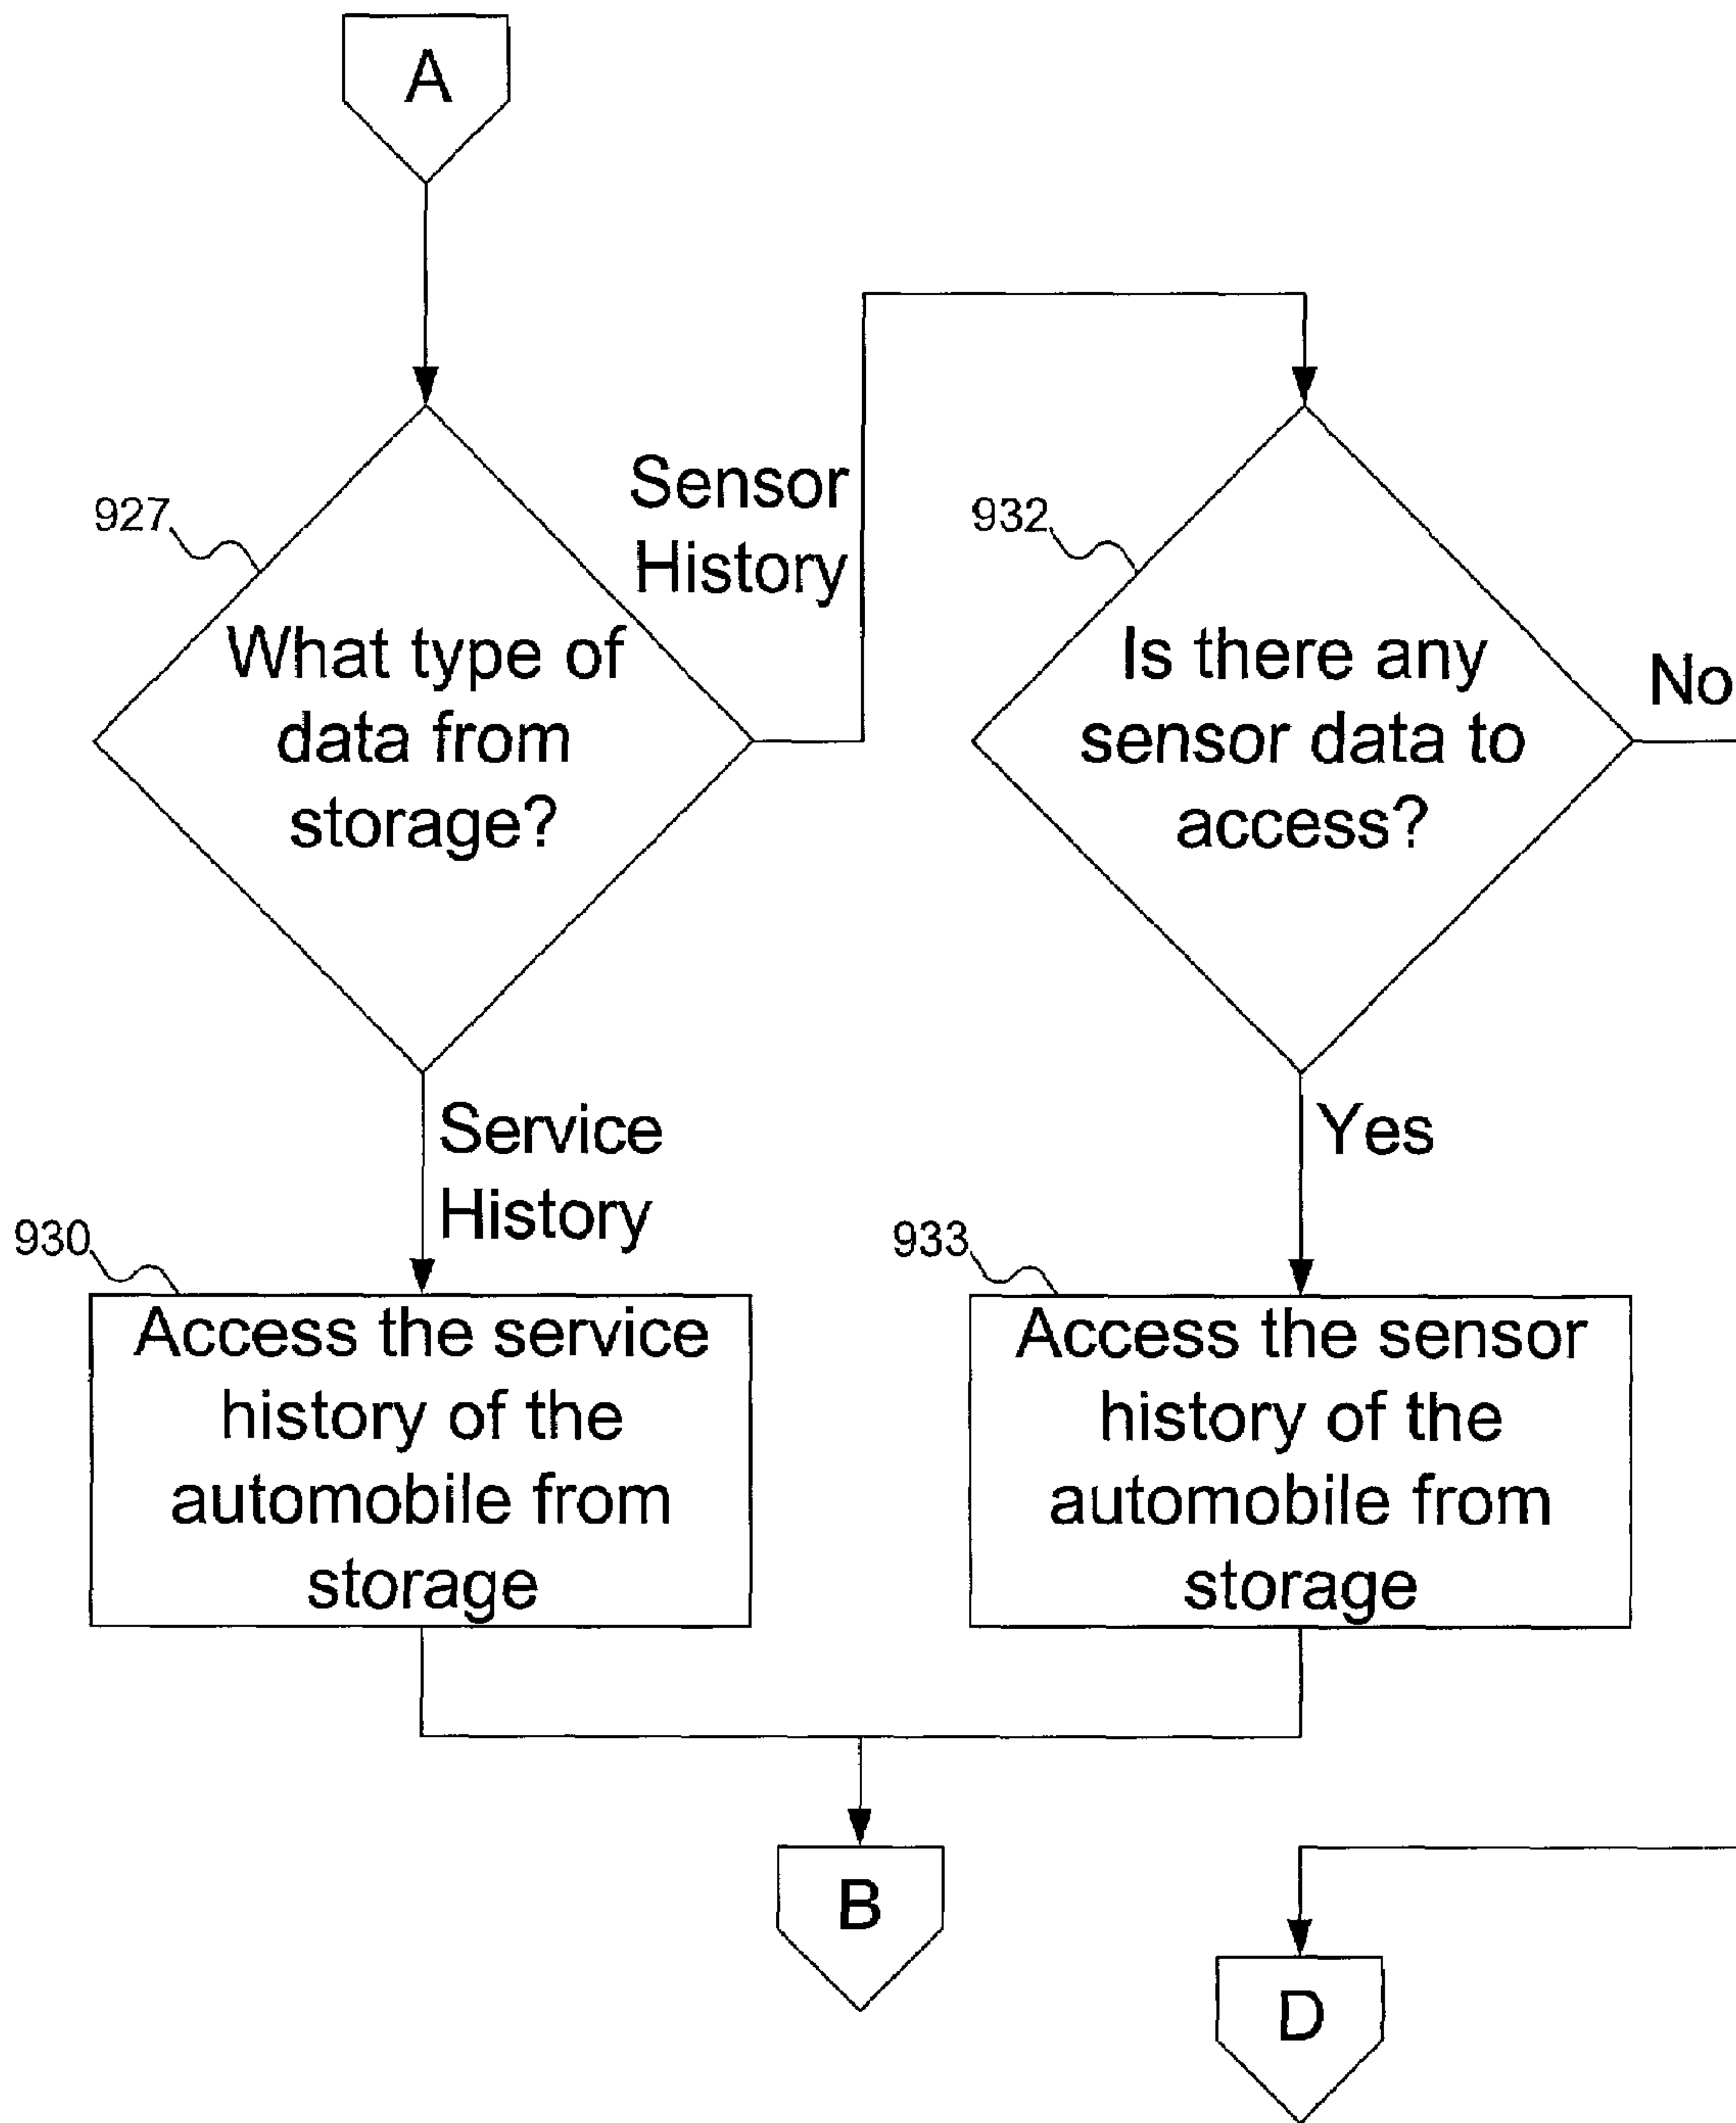 A
927
What type of
data from
storage?
Sensor
History
932
Is there any
sensor data to
access?
No
Service
History
Yes
930
Access the service
history of the
automobile from
storage
933
Access the sensor
history of the
automobile from
storage
B
D